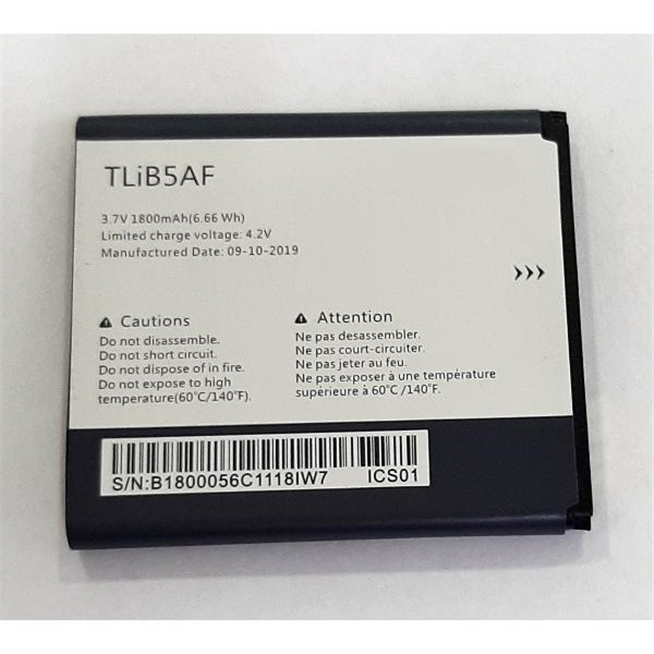 TLiB5AF
3.7V 1800mAh(6.66 Wh)
Limited charge voltage: 4.2V
Manufactured Date: 09-10-2019
>>>
⚠ Cautions
Do not disassemble.
Do not short circuit.
Do not dispose of in fire.
Do not expose to high
temperature(60°C/140°F).
⚠ Attention
Ne pas desassembler.
Ne pas court-circuiter.
Ne pas jeter au feu.
Ne pas exposer à une température
supérieure à 60°C /140°F.
S/N:B1800056C1118IW7 ICS01